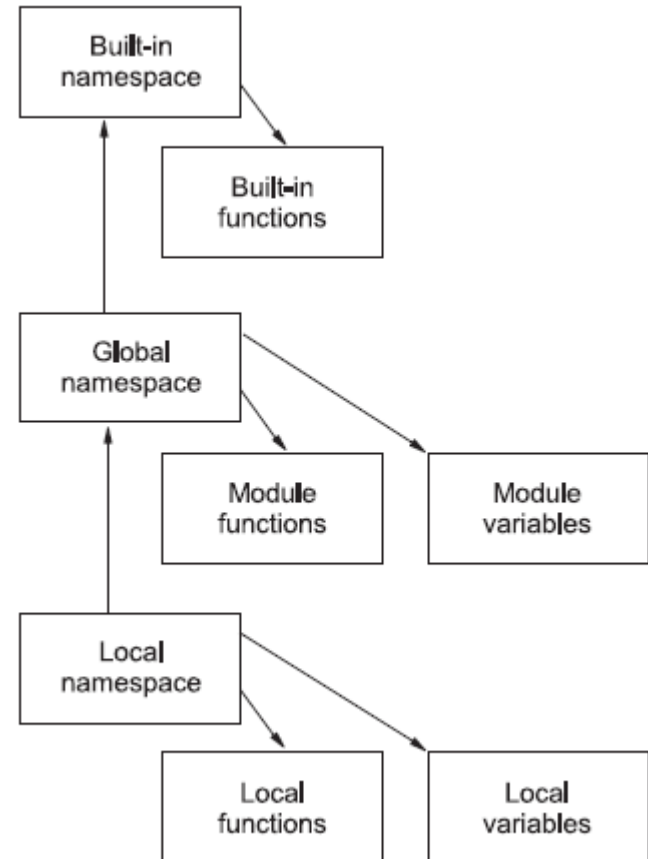 Built-in
namespace
Built-in
functions
Global
namespace
Module
functions
Module
variables
Local
namespace
Local
functions
Local
variables